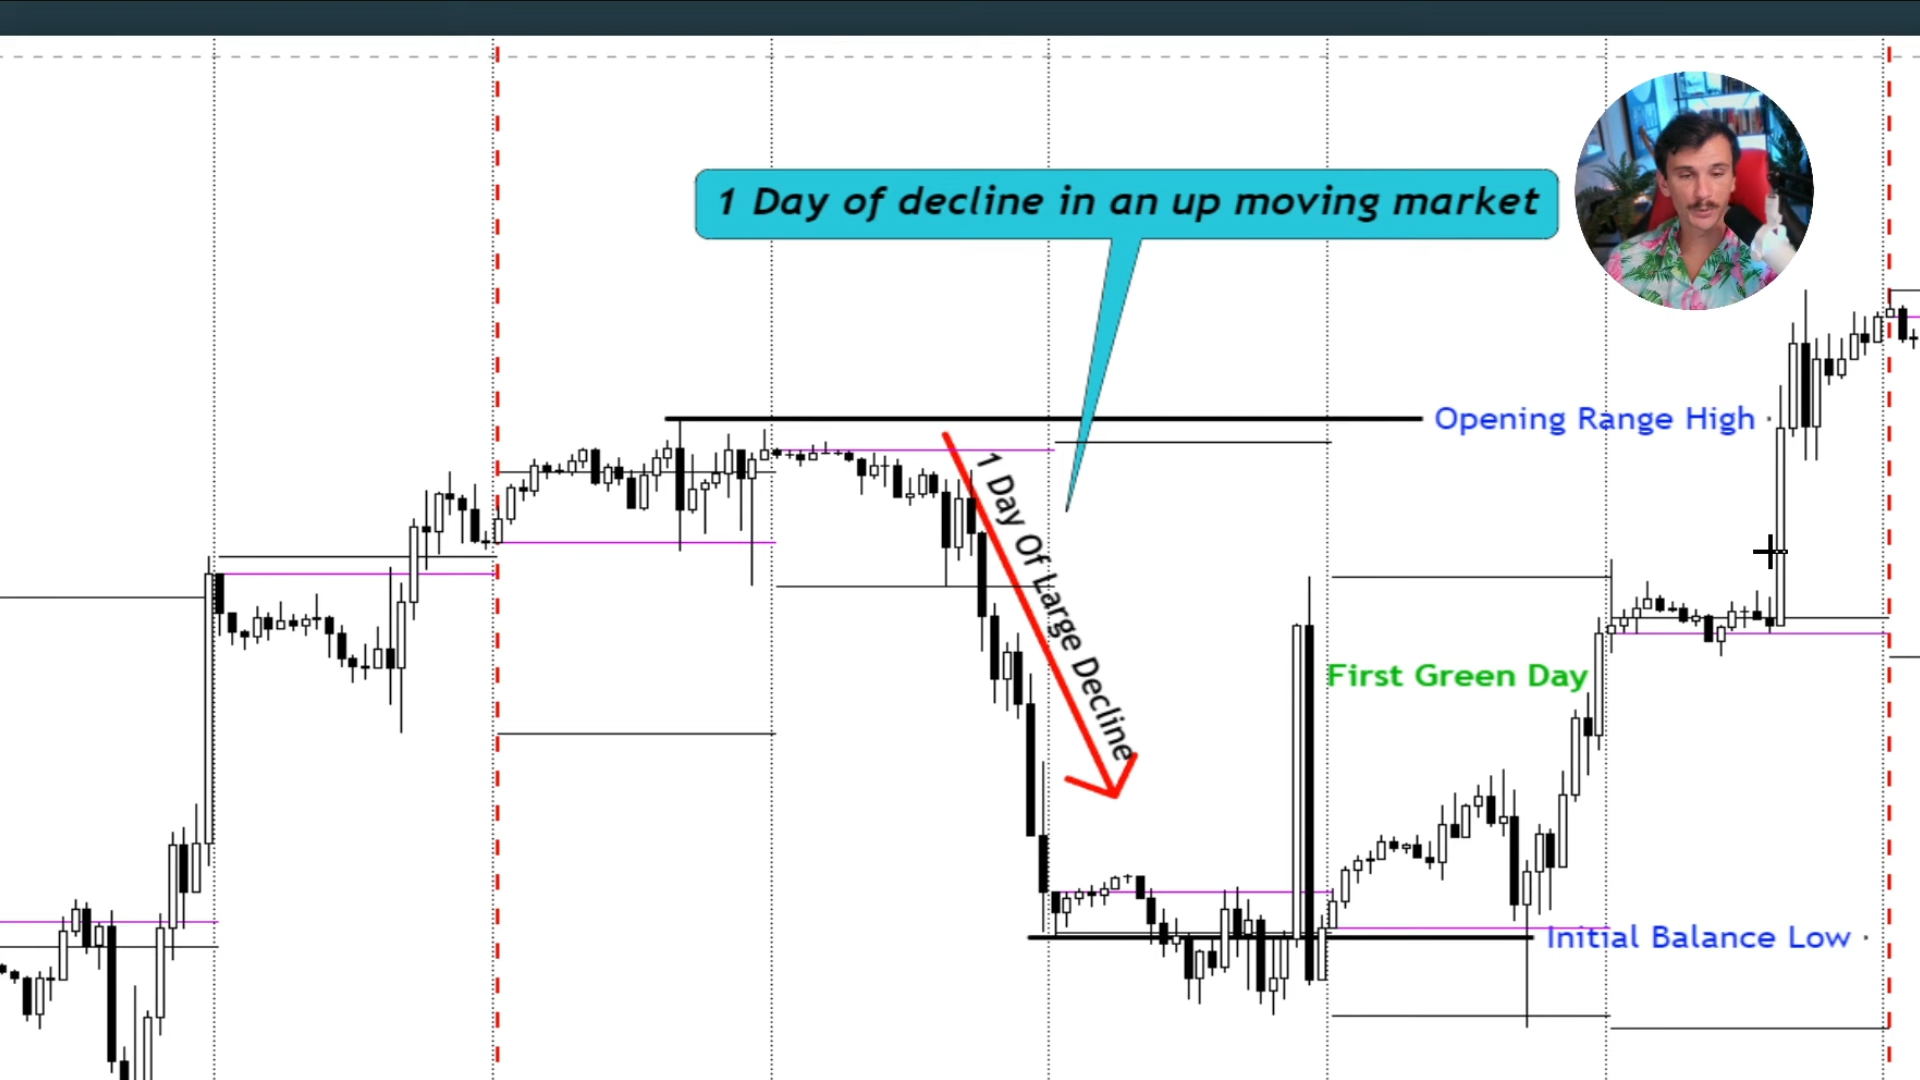 1 Day of decline in an up moving market
Opening Range High
1 Day Of Large Decline
First Green Day
Initial Balance Low